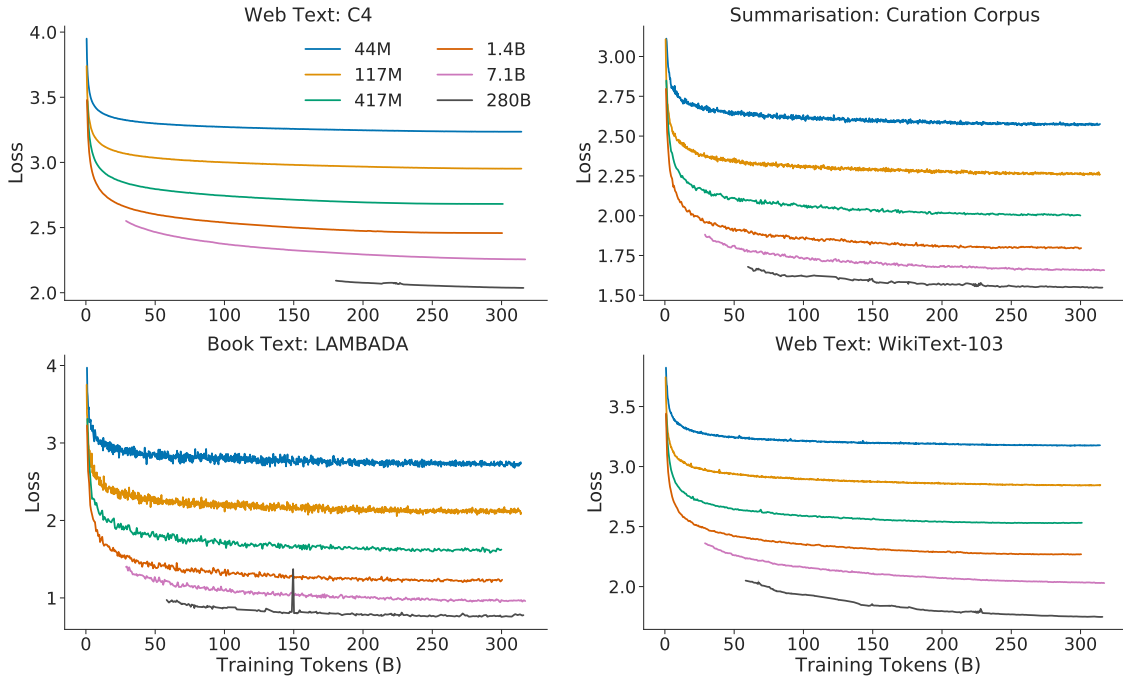 Web Text: C4
4.0
3.5
3.0
2.5
2.0
Loss
44M
117M
417M
1.4B
7.1B
280B
0 50 100 150 200 250 300
Summarisation: Curation Corpus
3.00
2.75
2.50
2.25
2.00
1.75
1.50
Loss
0 50 100 150 200 250 300
Book Text: LAMBADA
4
3
2
1
Loss
0 50 100 150 200 250 300
Training Tokens (B)
Web Text: WikiText-103
3.5
3.0
2.5
2.0
Loss
0 50 100 150 200 250 300
Training Tokens (B)